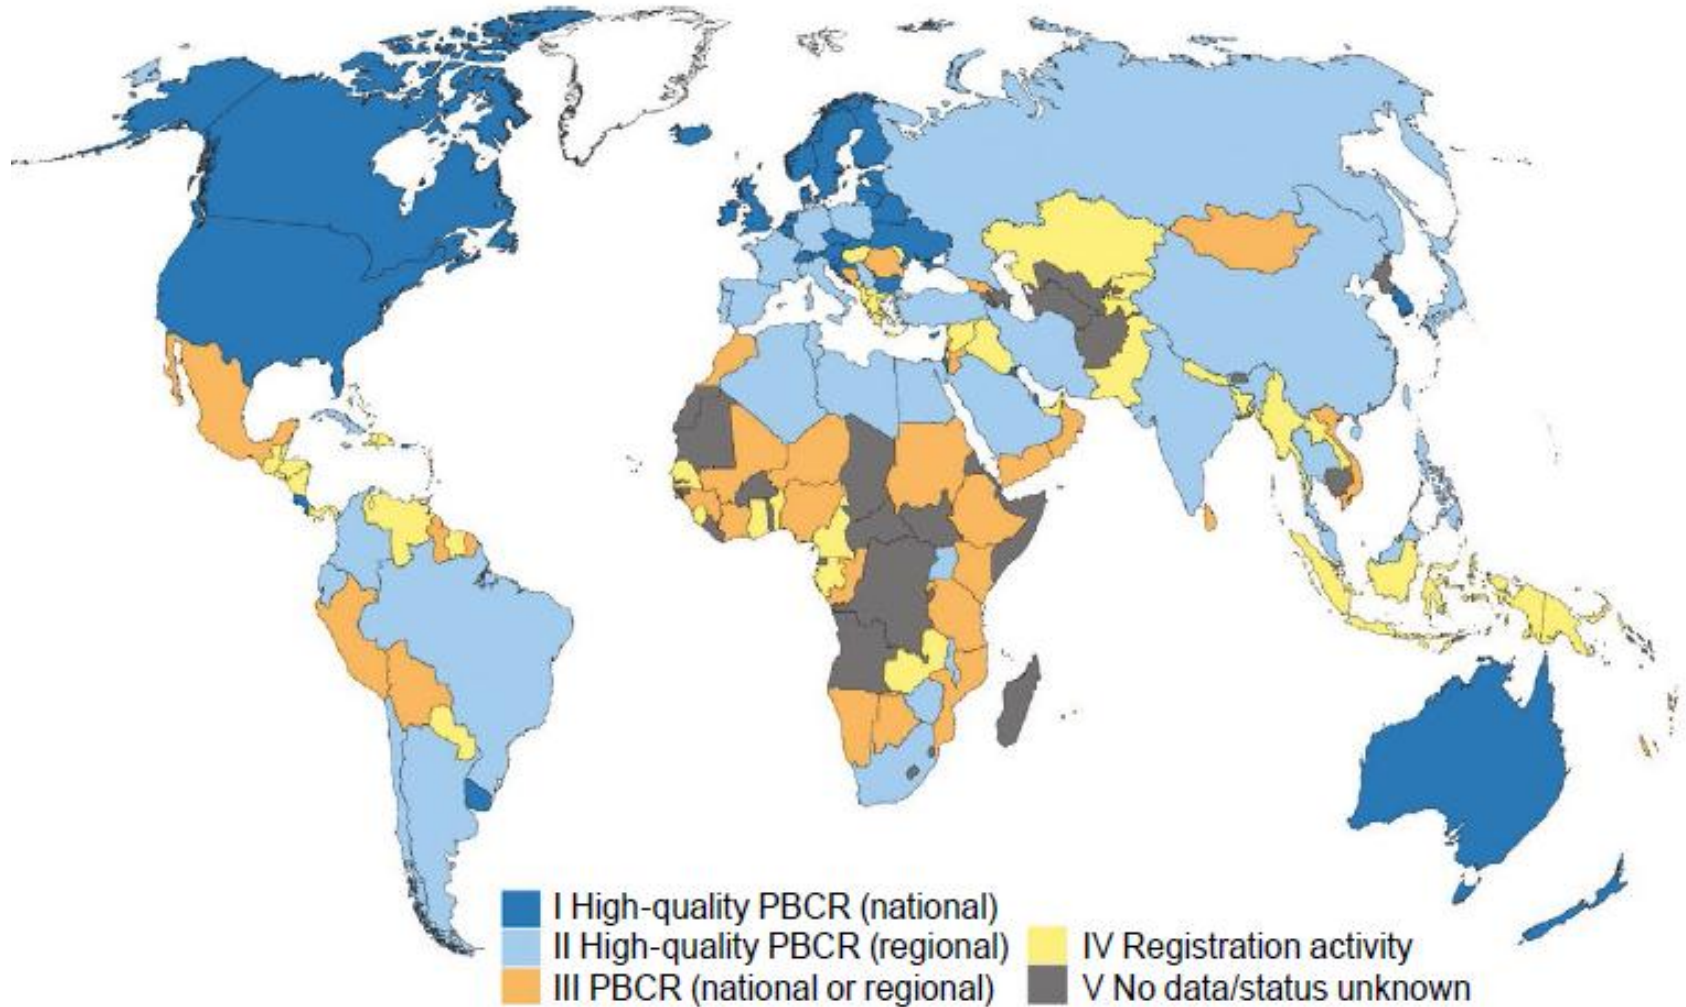 I High-quality PBCR (national)
II High-quality PBCR (regional)
III PBCR (national or regional)
IV Registration activity
V No data/status unknown